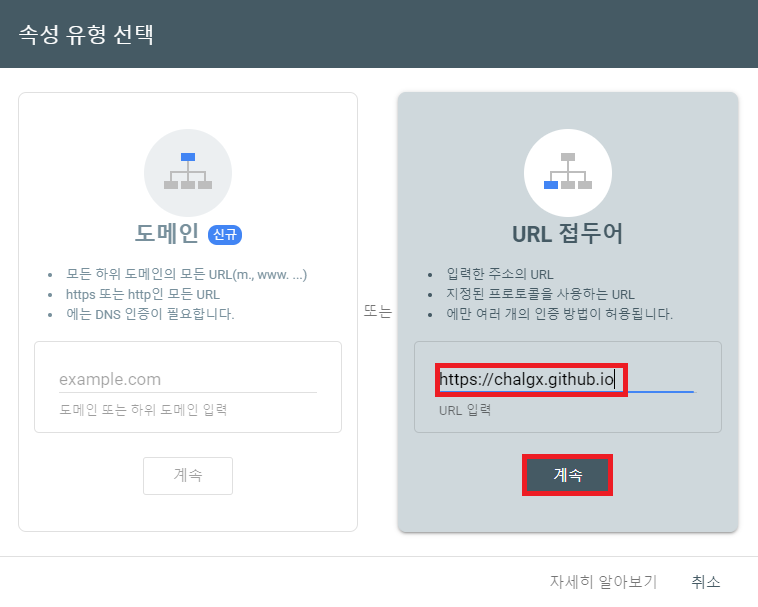 속성 유형 선택
도메인 신규
모든 하위 도메인의 모든 URL(m., www. ...)
https 또는 http인 모든 URL
에는 DNS 인증이 필요합니다.
example.com
도메인 또는 하위 도메인 입력
계속
또는
URL 접두어
입력한 주소의 URL
지정된 프로토콜을 사용하는 URL
에만 여러 개의 인증 방법이 허용됩니다.
https://chalgx.github.io
URL 입력
계속
자세히 알아보기 취소